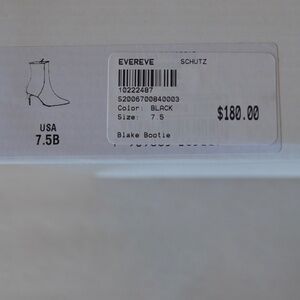 EVEREVE SCHUTZ
10222487
S2006700840003
Color: BLACK
Size: 7.5
$180.00
Blake Bootie
USA
7.5B